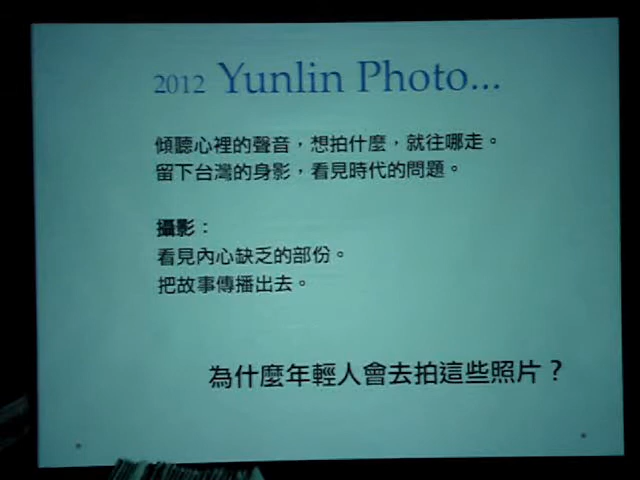 2012 Yunlin Photo...
傾聽心裡的聲音，想拍什麼，就往哪走。
留下台灣的身影，看見時代的問題。
攝影：
看見內心缺乏的部份。
把故事傳播出去。
為什麼年輕人會去拍這些照片？